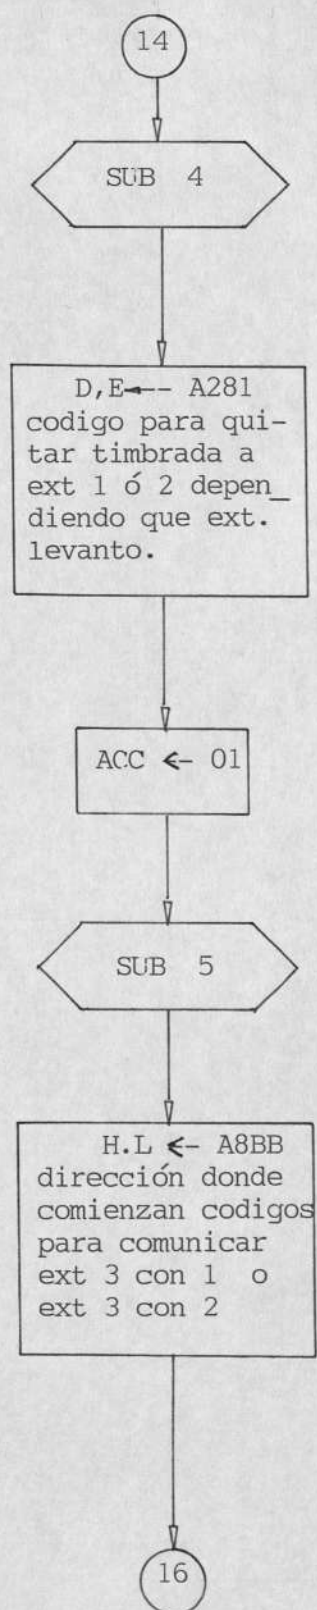 14
SUB 4
D,E←-- A281
codigo para qui-
tar timbrada a
ext 1 ó 2 depen_
diendo que ext.
levanto.
ACC <- 01
SUB 5
H.L <- A8BB
dirección donde
comienzan codigos
para comunicar
ext 3 con 1 o
ext 3 con 2
16